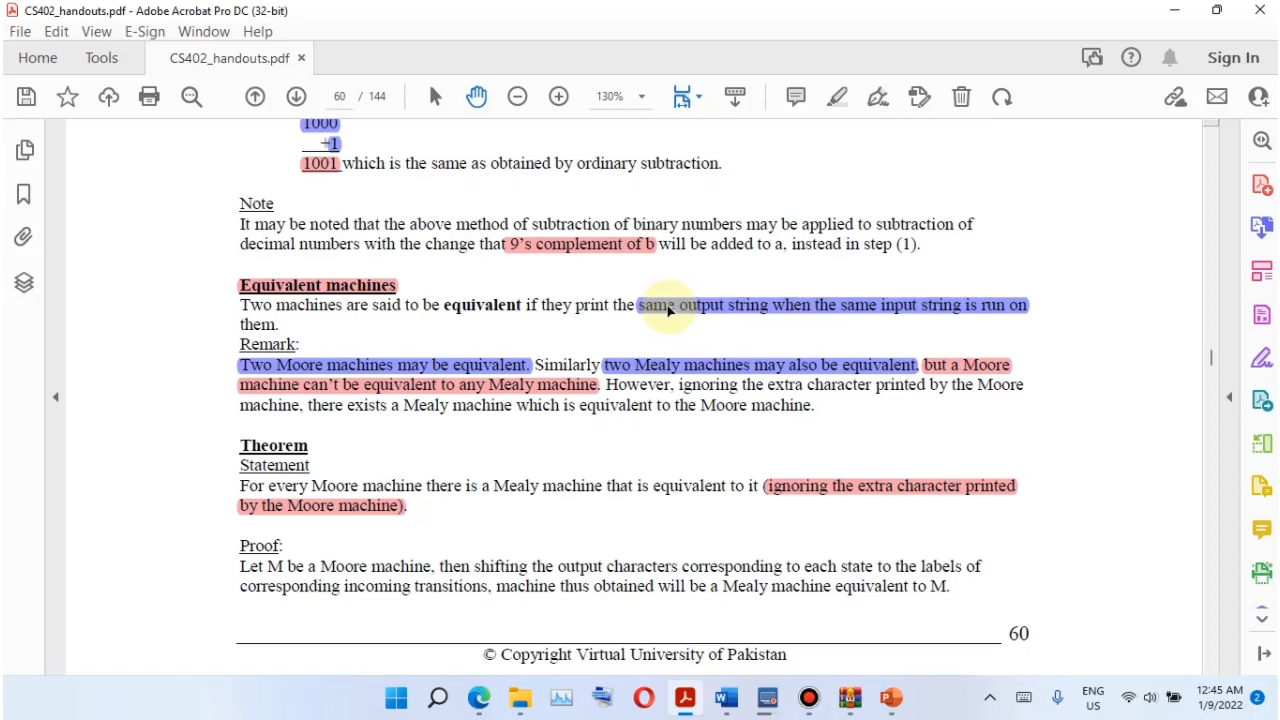 CS402_handouts.pdf - Adobe Acrobat Pro DC (32-bit)
File Edit View E-Sign Window Help
Home Tools CS402_handouts.pdf × Sign In
60 / 144 130%
1000
+1
1001 which is the same as obtained by ordinary subtraction.
Note
It may be noted that the above method of subtraction of binary numbers may be applied to subtraction of
decimal numbers with the change that 9’s complement of b will be added to a, instead in step (1).
Equivalent machines
Two machines are said to be equivalent if they print the same output string when the same input string is run on
them.
Remark:
Two Moore machines may be equivalent. Similarly two Mealy machines may also be equivalent, but a Moore
machine can’t be equivalent to any Mealy machine. However, ignoring the extra character printed by the Moore
machine, there exists a Mealy machine which is equivalent to the Moore machine.
Theorem
Statement
For every Moore machine there is a Mealy machine that is equivalent to it (ignoring the extra character printed
by the Moore machine).
Proof:
Let M be a Moore machine, then shifting the output characters corresponding to each state to the labels of
corresponding incoming transitions, machine thus obtained will be a Mealy machine equivalent to M.
60
© Copyright Virtual University of Pakistan
ENG
US
12:45 AM
1/9/2022
2